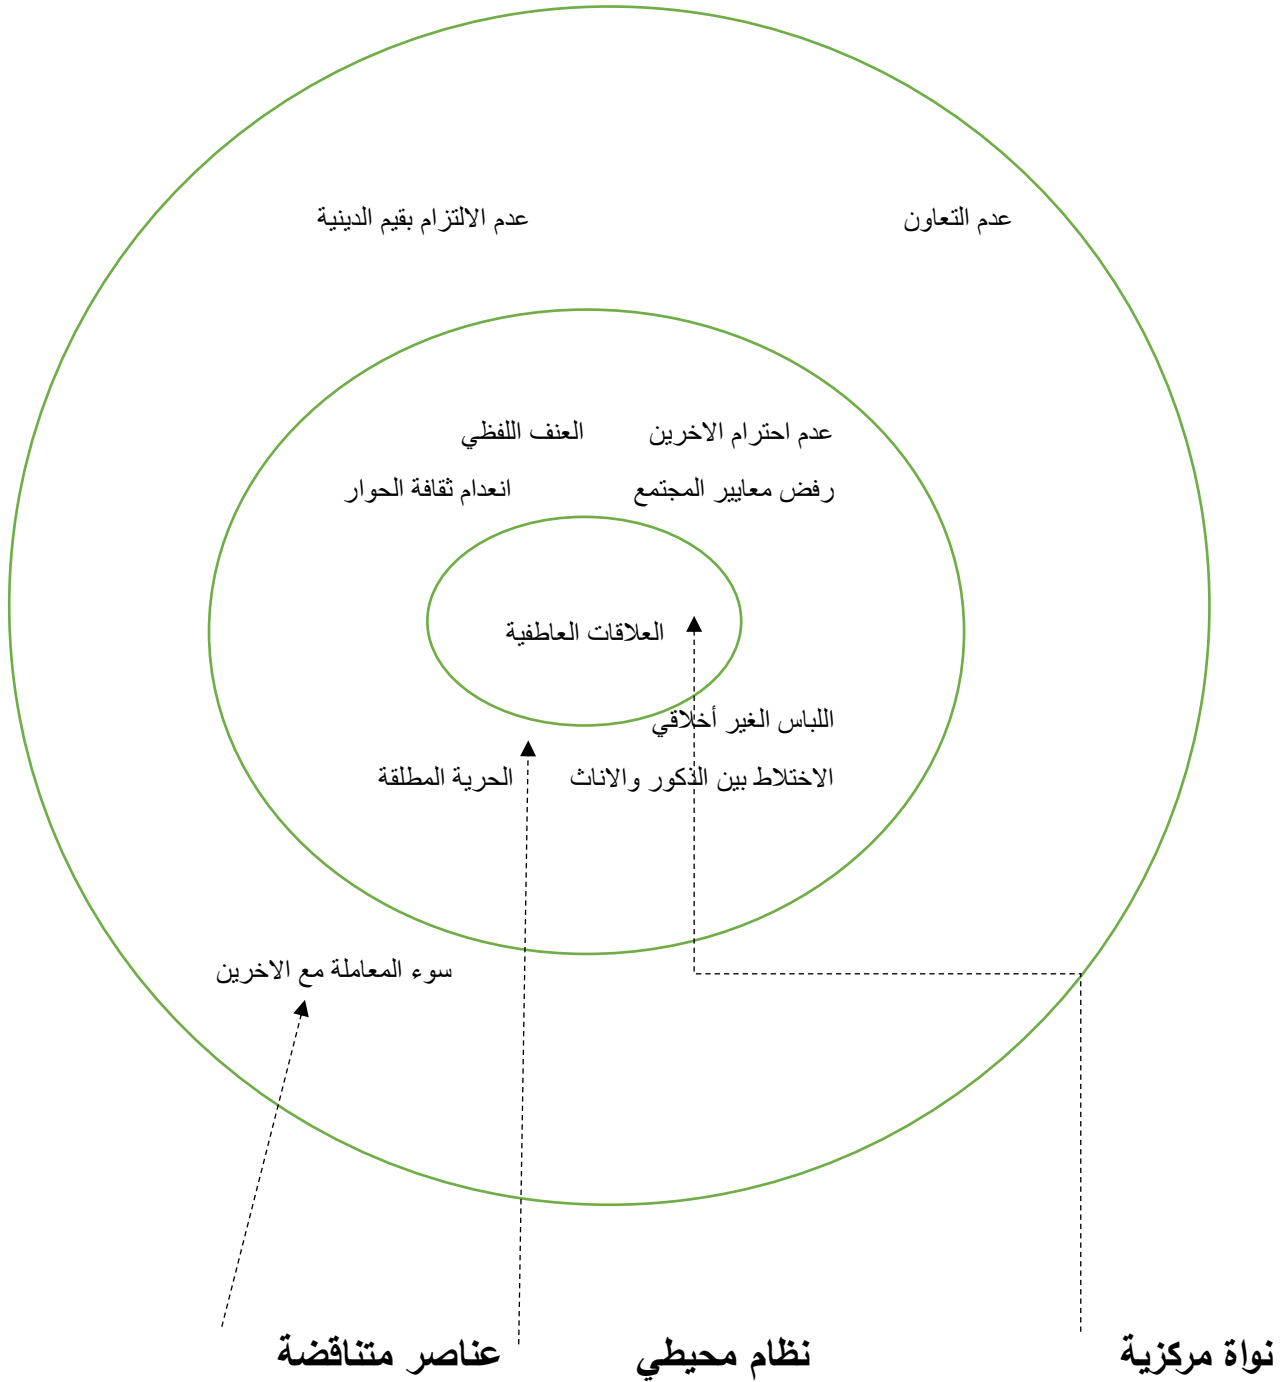 عدم التعاون عدم الالتزام بقيم الدينية
عدم احترام الاخرين العنف اللفظي
رفض معايير المجتمع انعدام ثقافة الحوار
العلاقات العاطفية
اللباس الغير أخلاقي
الاختلاط بين الذكور والاناث الحرية المطلقة
سوء المعاملة مع الاخرين
نواة مركزية نظام محيطي عناصر متناقضة